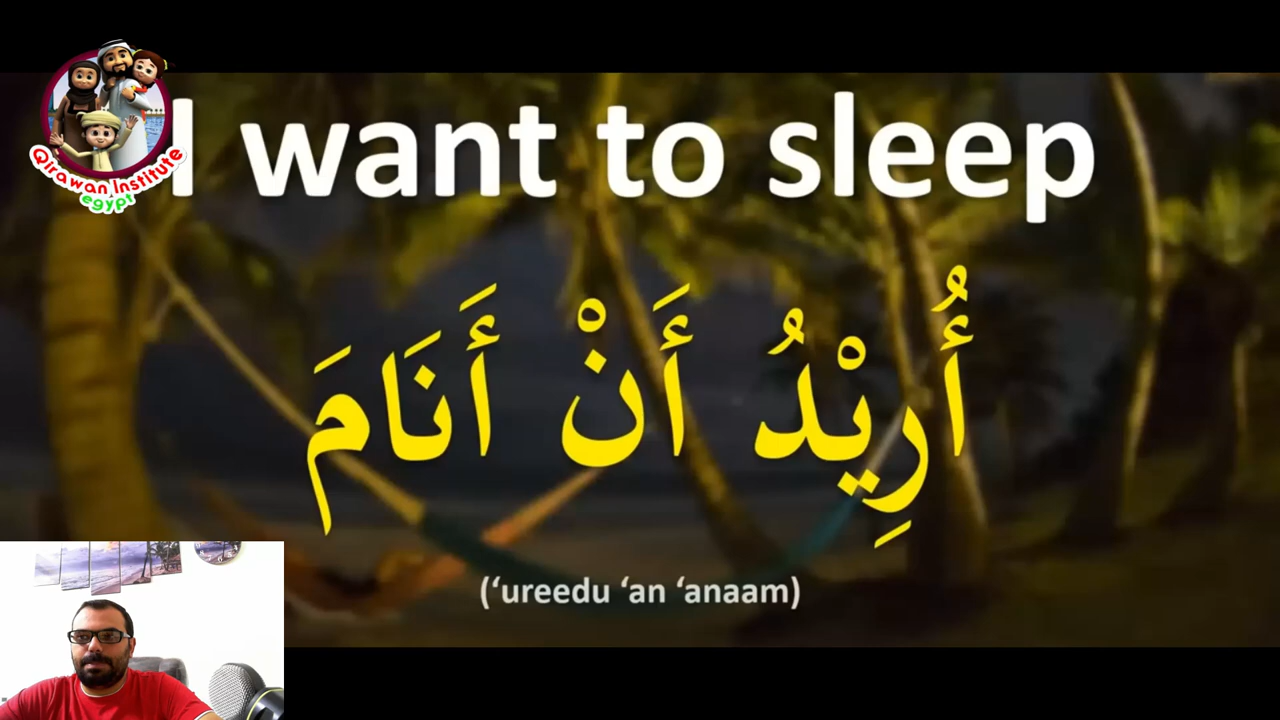 Qirawan Institute
egypt
I want to sleep
أُرِيْدُ أَنْ أَنَامَ
(‘ureedu ‘an ‘anaam)